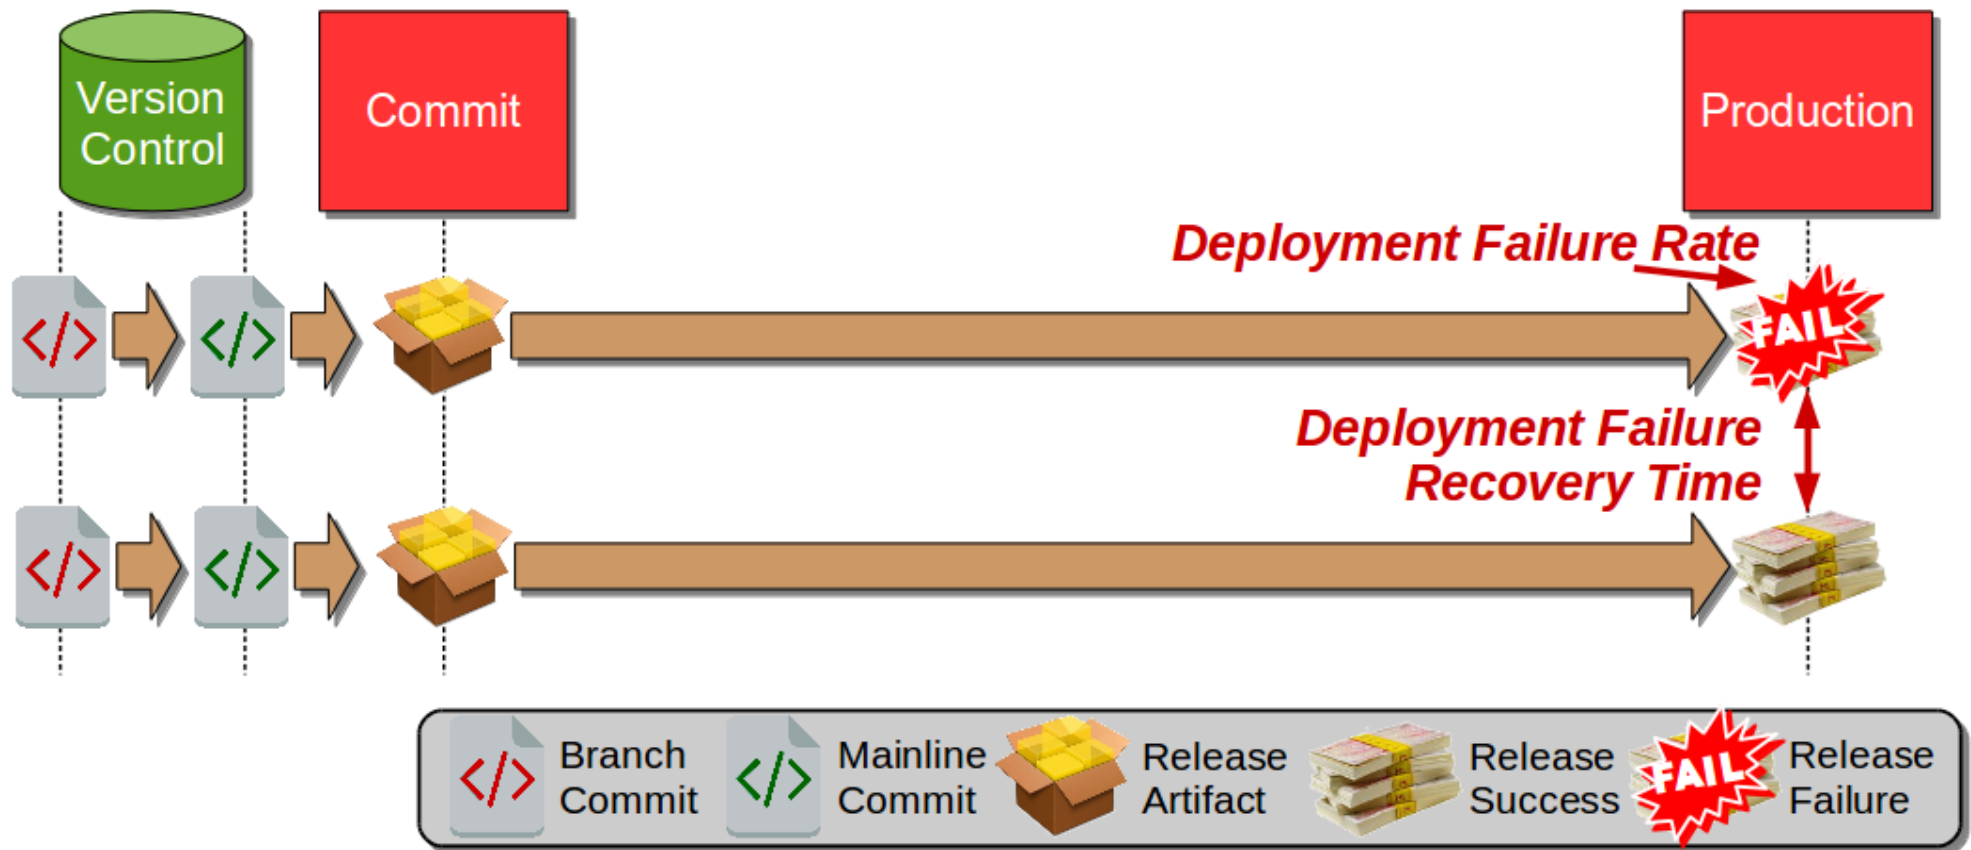 Version
Control
Commit
Production
Deployment Failure Rate
FAIL
Deployment Failure
Recovery Time
Branch
Commit
Mainline
Commit
Release
Artifact
Release
Success
FAIL
Release
Failure